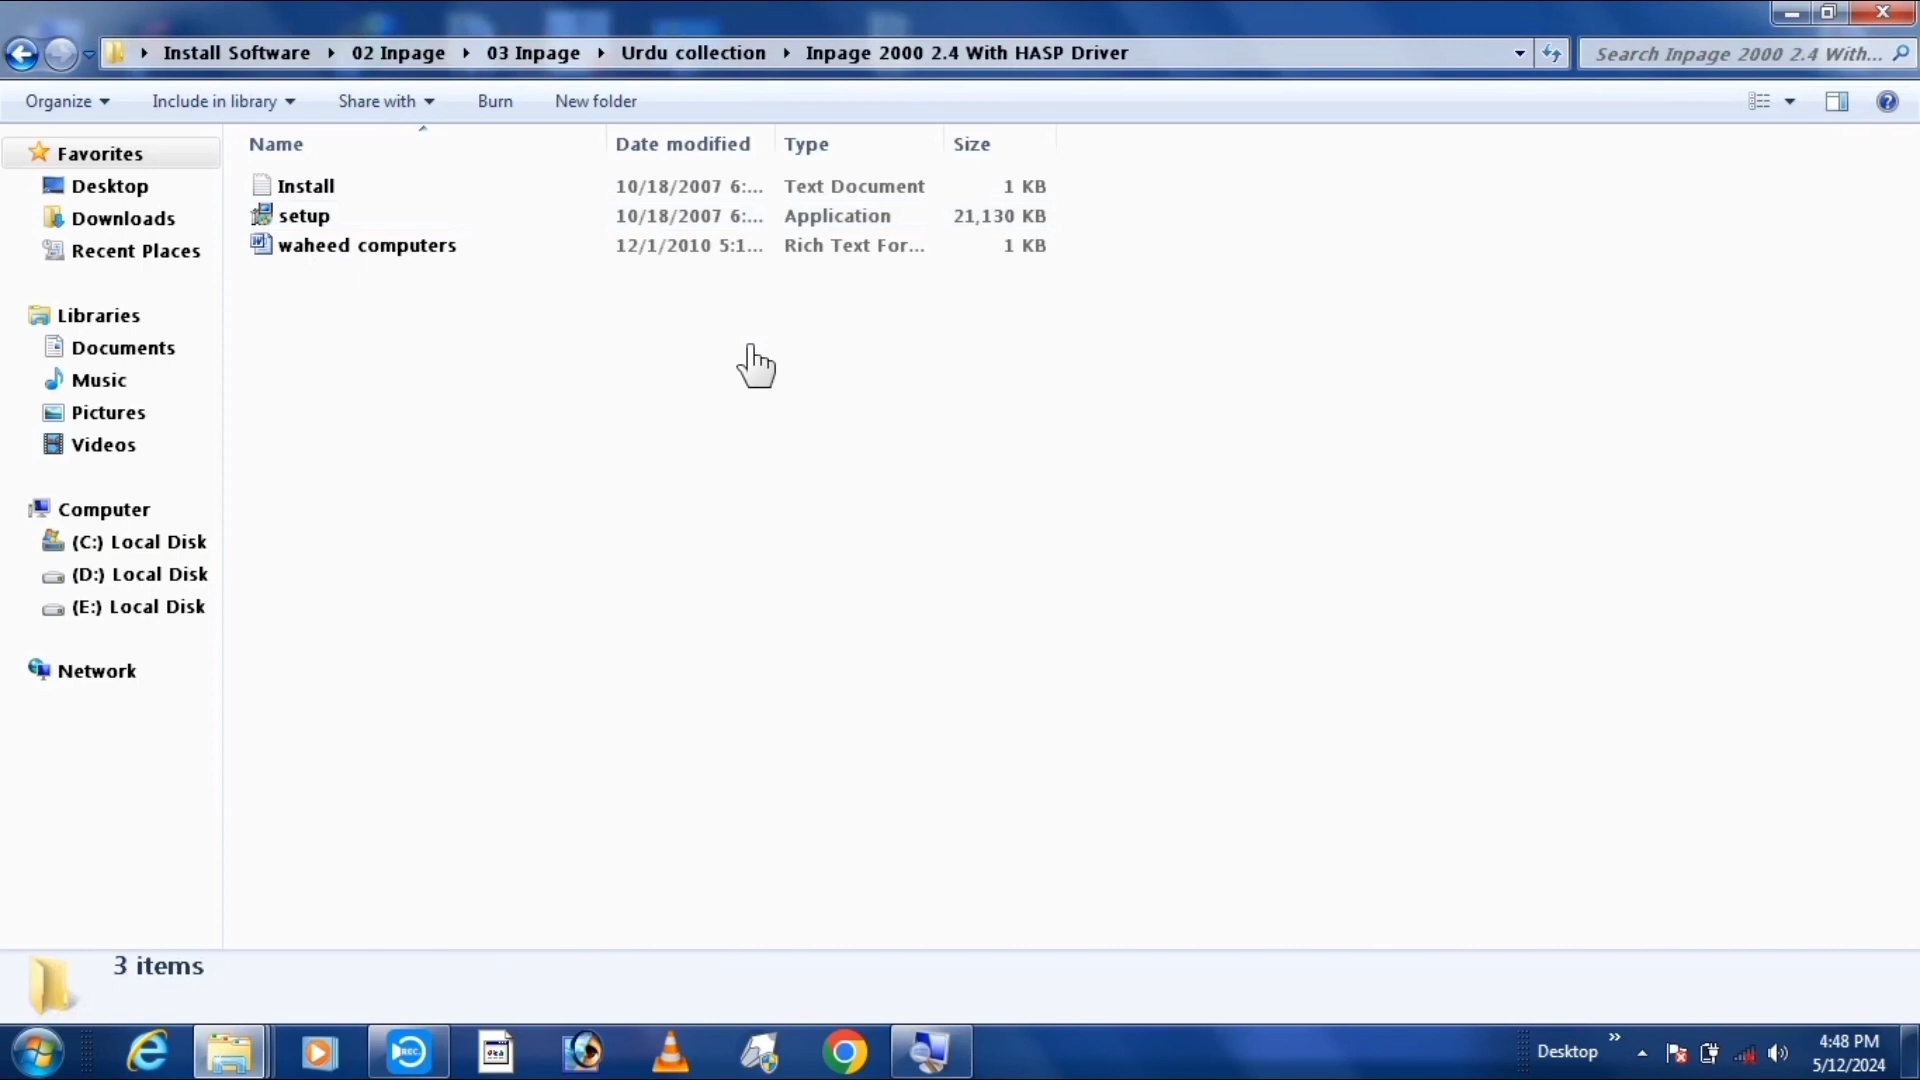 Install Software 02 Inpage 03 Inpage Urdu collection Inpage 2000 2.4 With HASP Driver Search Inpage 2000 2.4 With...
Organize Include in library Share with Burn New folder
Name Date modified Type Size
Favorites
Desktop
Downloads
Recent Places
Libraries
Documents
Music
Pictures
Videos
Computer
(C:) Local Disk
(D:) Local Disk
(E:) Local Disk
Network
Install 10/18/2007 6:... Text Document 1 KB
setup 10/18/2007 6:... Application 21,130 KB
waheed computers 12/1/2010 5:1... Rich Text For... 1 KB
3 items
REC
Desktop
4:48 PM
5/12/2024